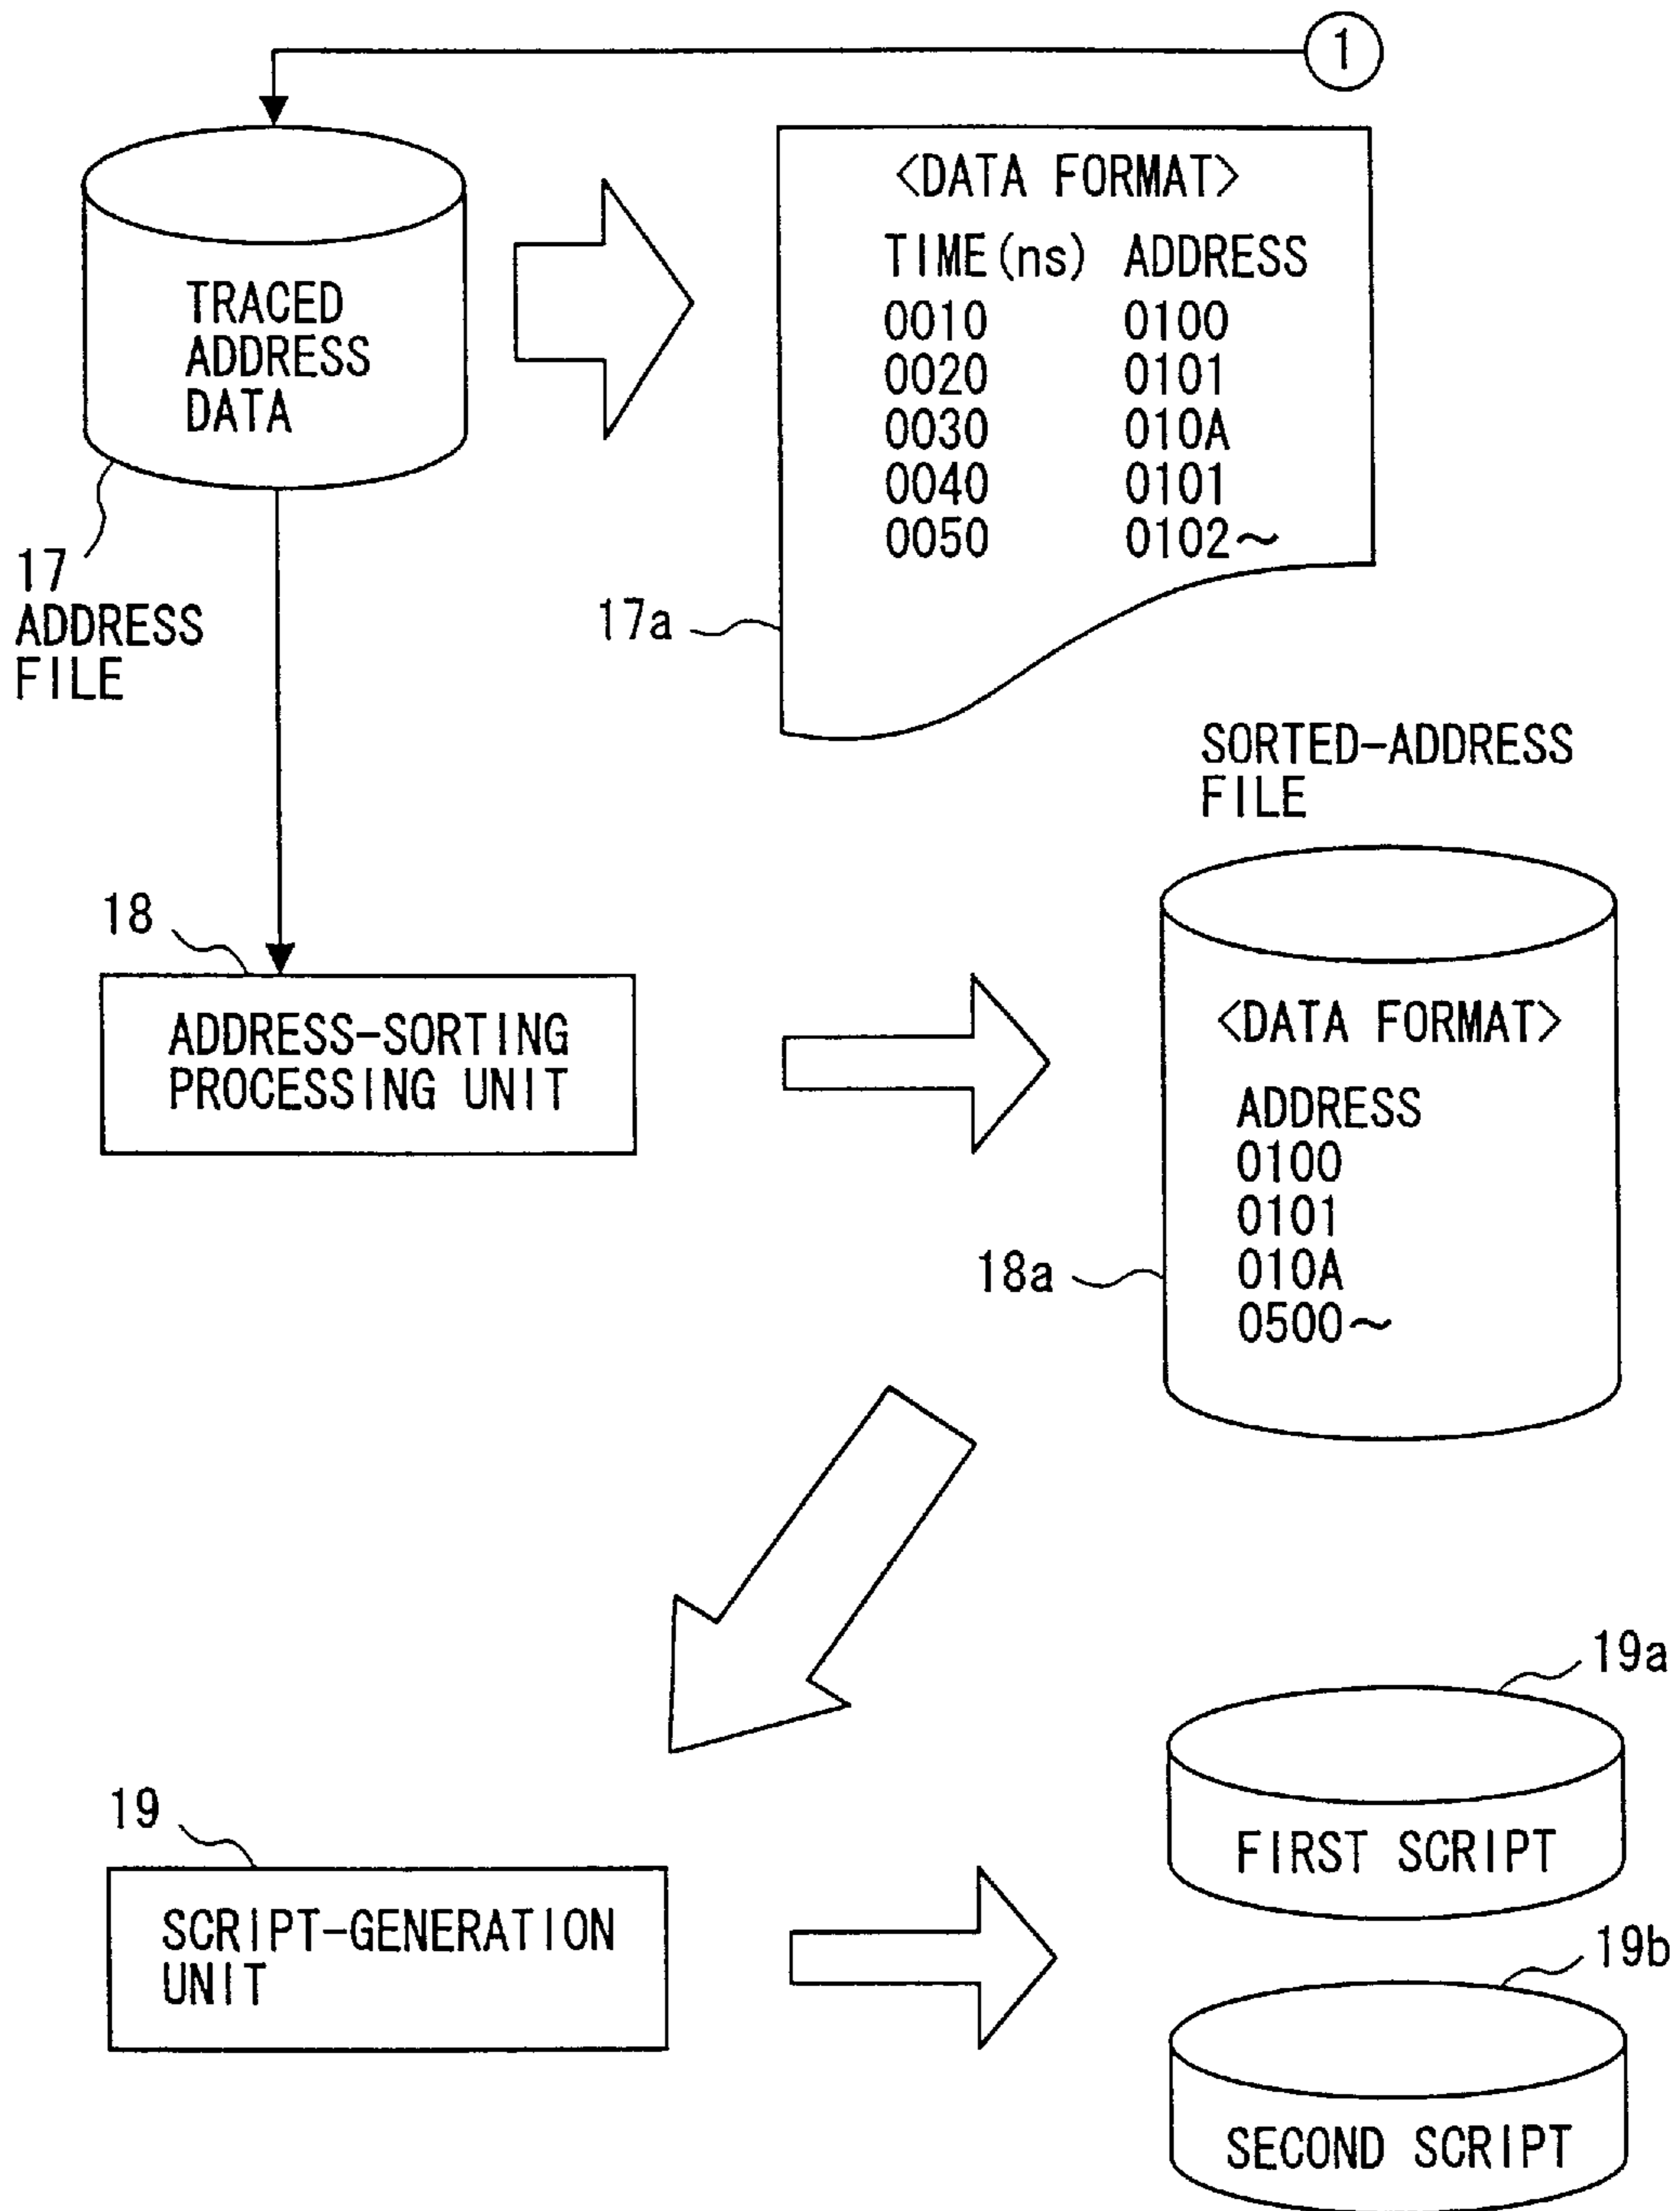 1
<DATA FORMAT>
TIME(ns) ADDRESS
0010 0100
0020 0101
0030 010A
0040 0101
0050 0102~
TRACED
ADDRESS
DATA
17
ADDRESS
FILE
17a
SORTED-ADDRESS
FILE
18
ADDRESS-SORTING
PROCESSING UNIT
<DATA FORMAT>
ADDRESS
0100
0101
010A
0500~
18a
19
SCRIPT-GENERATION
UNIT
19a
FIRST SCRIPT
19b
SECOND SCRIPT